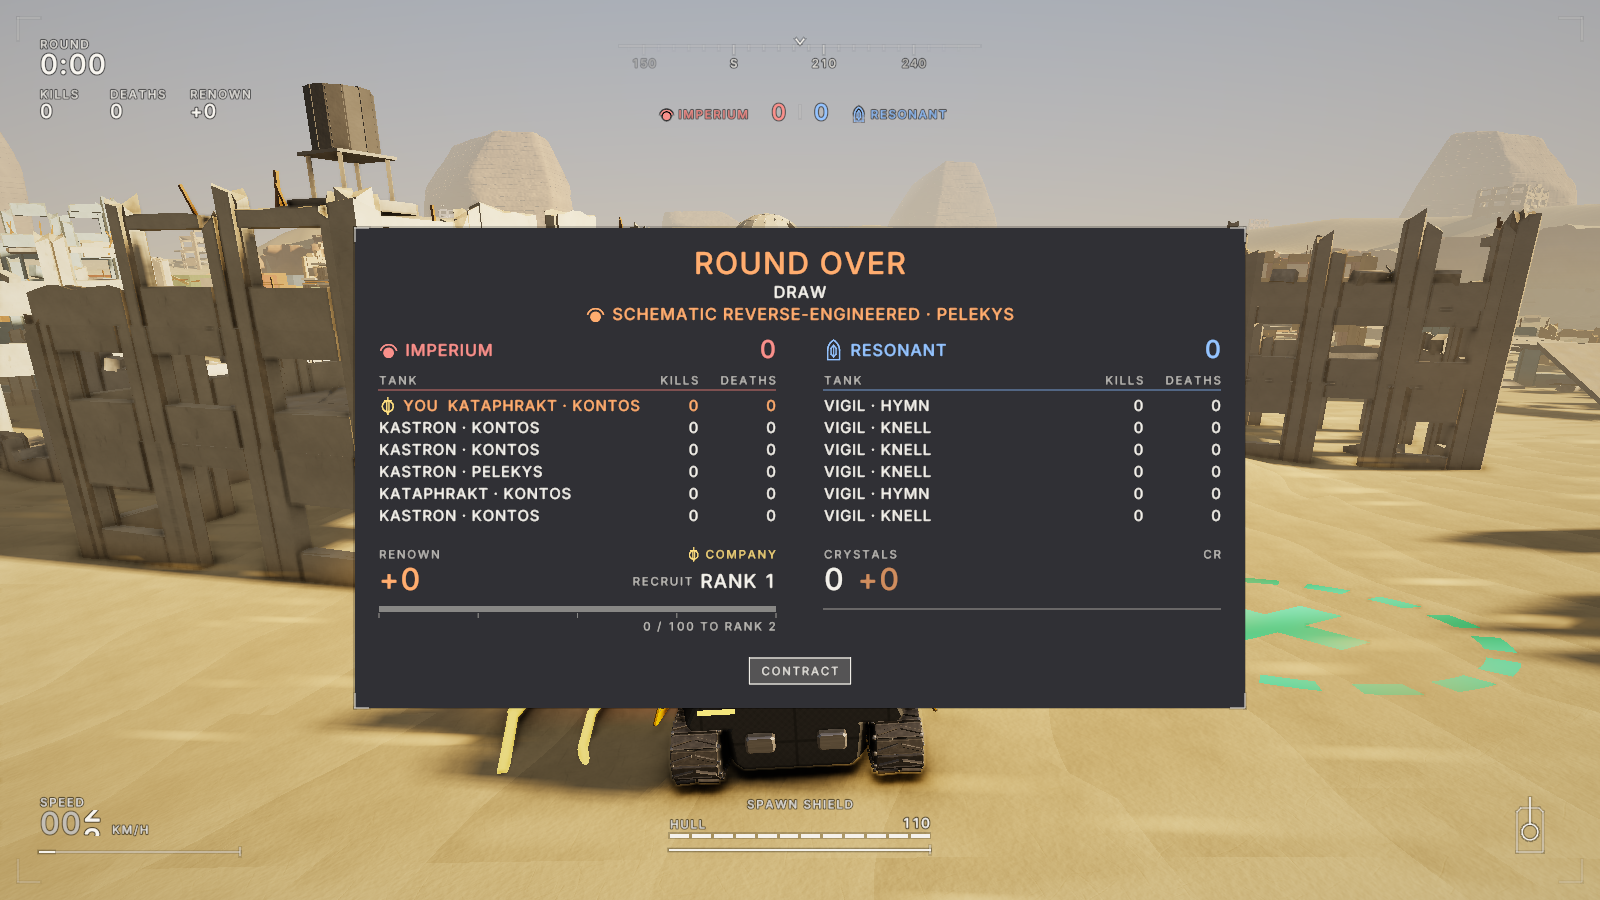 ROUND
0:00
KILLS DEATHS RENOWN
0 0 +0
150 S 210 240
IMPERIUM 0 0 RESONANT
ROUND OVER
DRAW
SCHEMATIC REVERSE-ENGINEERED · PELEKYS
IMPERIUM 0
TANK KILLS DEATHS
YOU KATAPHRAKT · KONTOS 0 0
KASTRON · KONTOS 0 0
KASTRON · KONTOS 0 0
KASTRON · PELEKYS 0 0
KATAPHRAKT · KONTOS 0 0
KASTRON · KONTOS 0 0
RESONANT 0
TANK KILLS DEATHS
VIGIL · HYMN 0 0
VIGIL · KNELL 0 0
VIGIL · KNELL 0 0
VIGIL · KNELL 0 0
VIGIL · HYMN 0 0
VIGIL · KNELL 0 0
RENOWN COMPANY
+0 RECRUIT RANK 1
0 / 100 TO RANK 2
CRYSTALS CR
0 +0
CONTRACT
SPEED
KM/H
SPAWN SHIELD
HULL 110